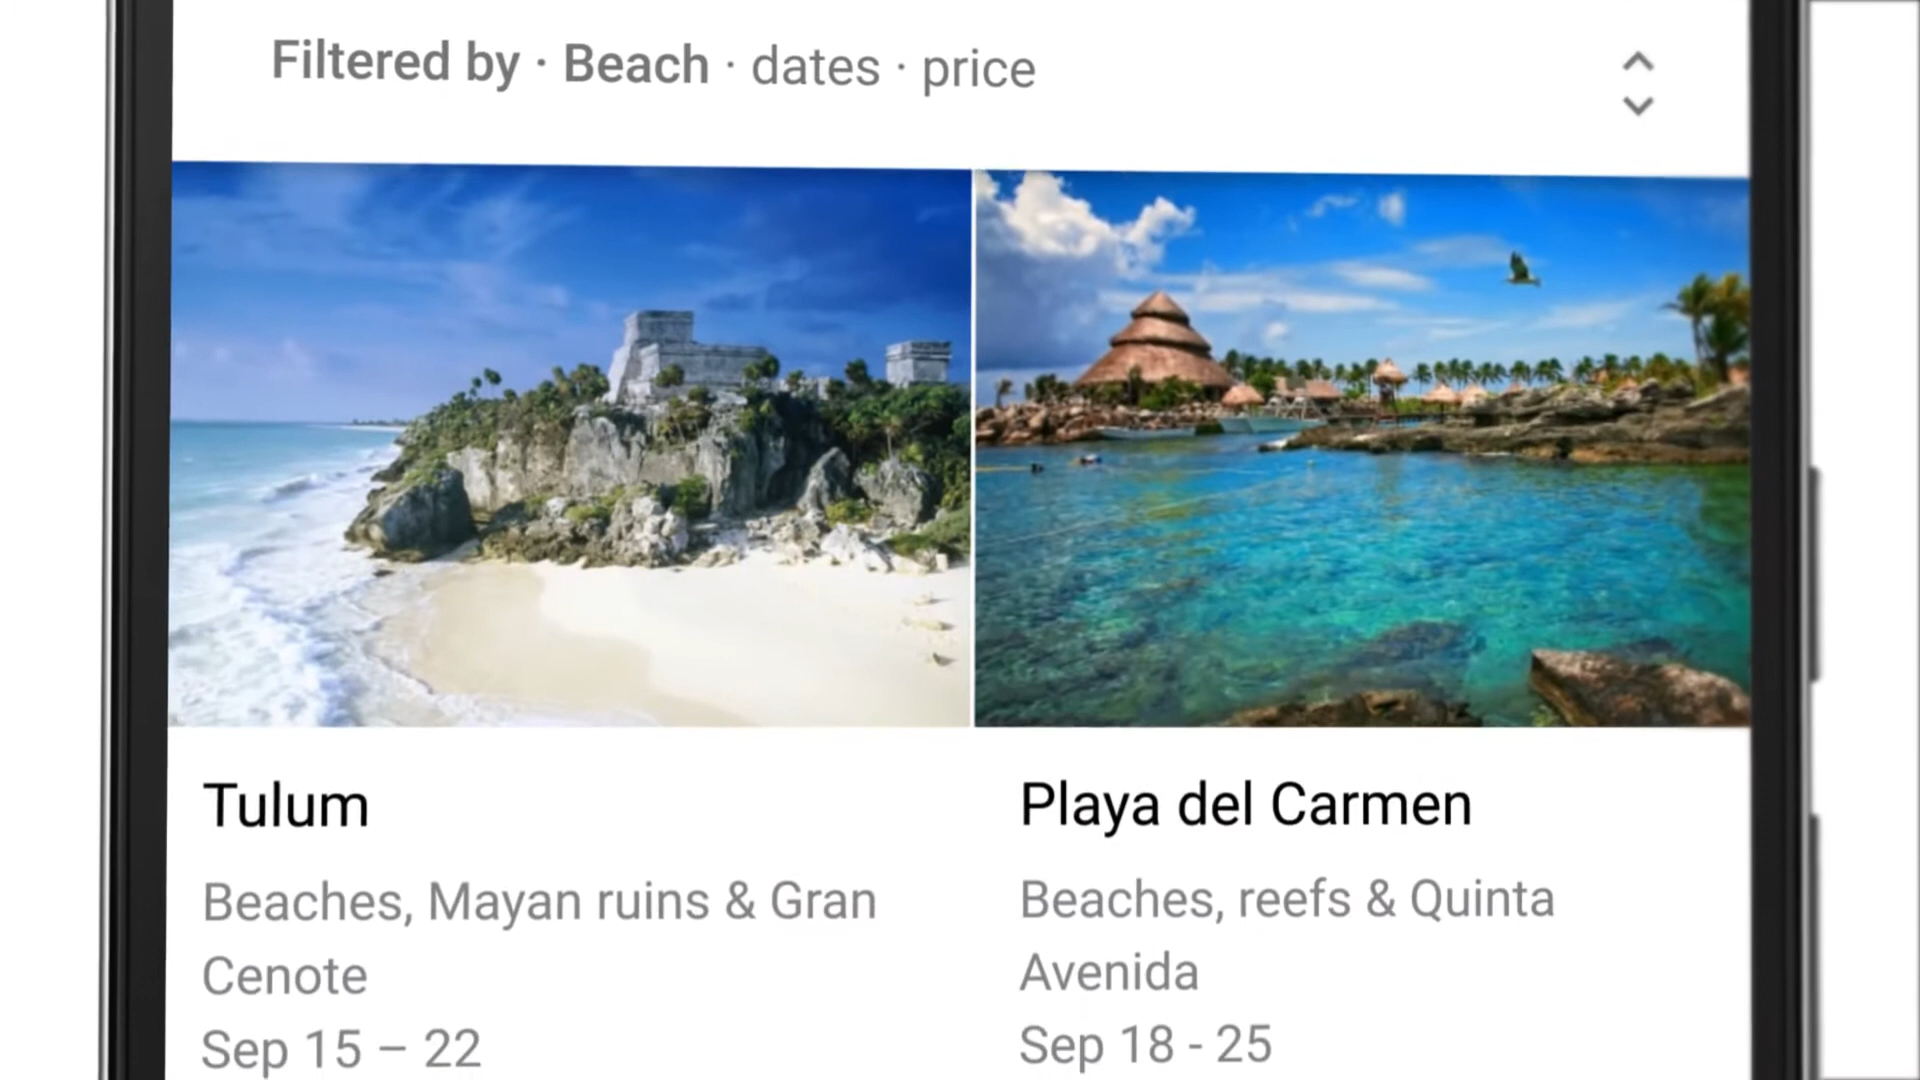 Filtered by · Beach · dates · price
Tulum
Beaches, Mayan ruins & Gran
Cenote
Sep 15 – 22
Playa del Carmen
Beaches, reefs & Quinta
Avenida
Sep 18 - 25